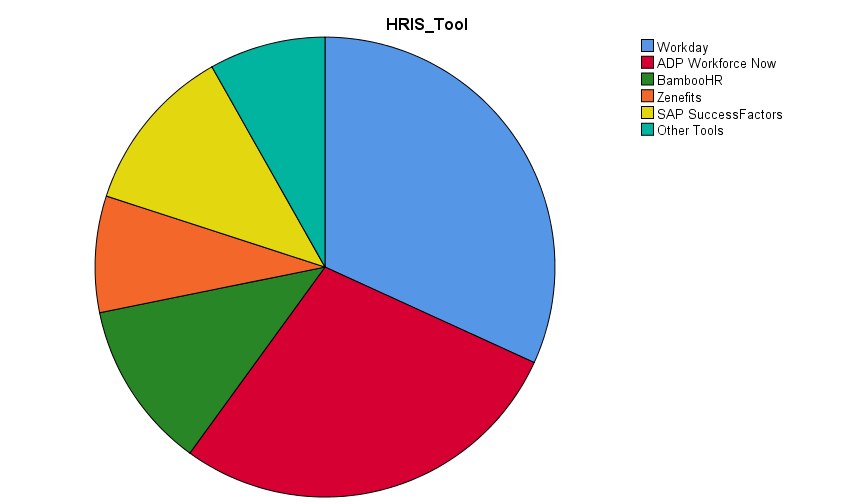 HRIS_Tool
Workday
ADP Workforce Now
BambooHR
Zenefits
SAP SuccessFactors
Other Tools